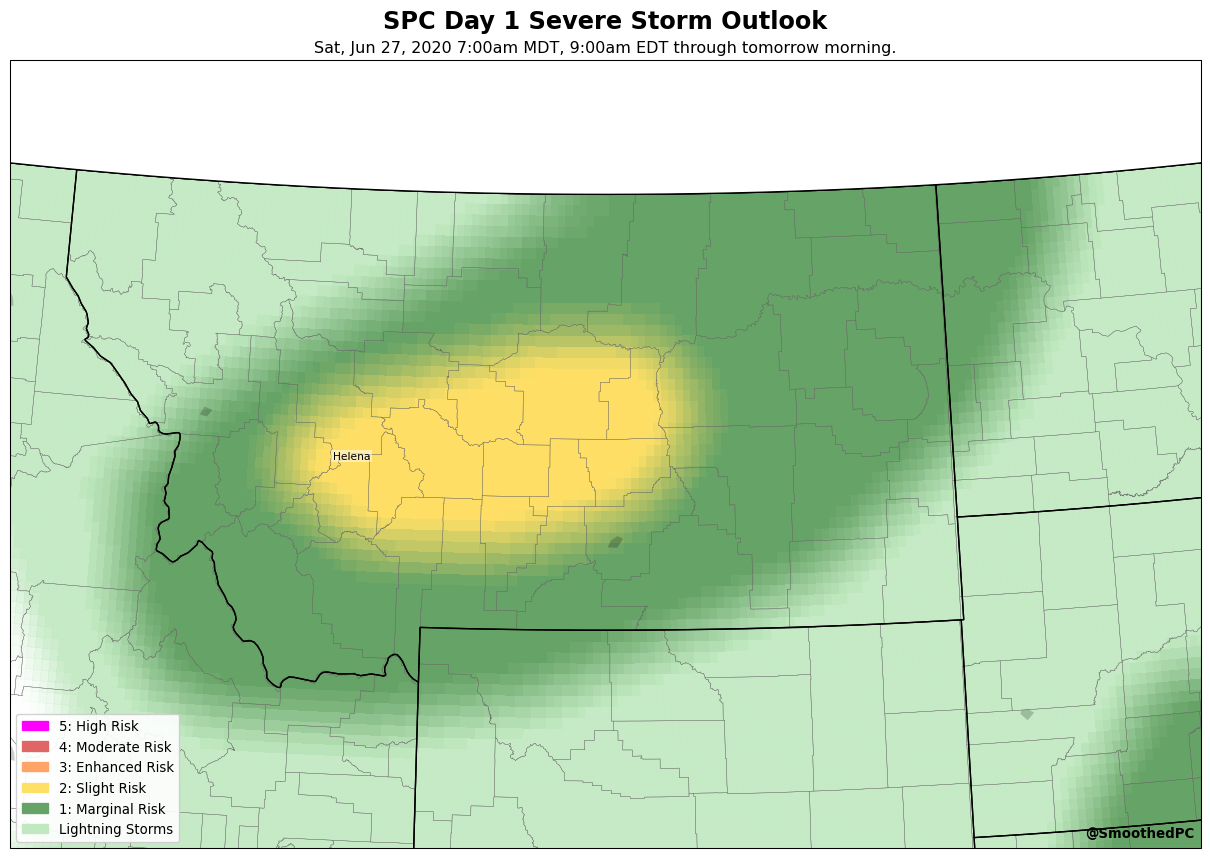 SPC Day 1 Severe Storm Outlook
Sat, Jun 27, 2020 7:00am MDT, 9:00am EDT through tomorrow morning.
Helena
5: High Risk
4: Moderate Risk
3: Enhanced Risk
2: Slight Risk
1: Marginal Risk
Lightning Storms
@SmoothedPC